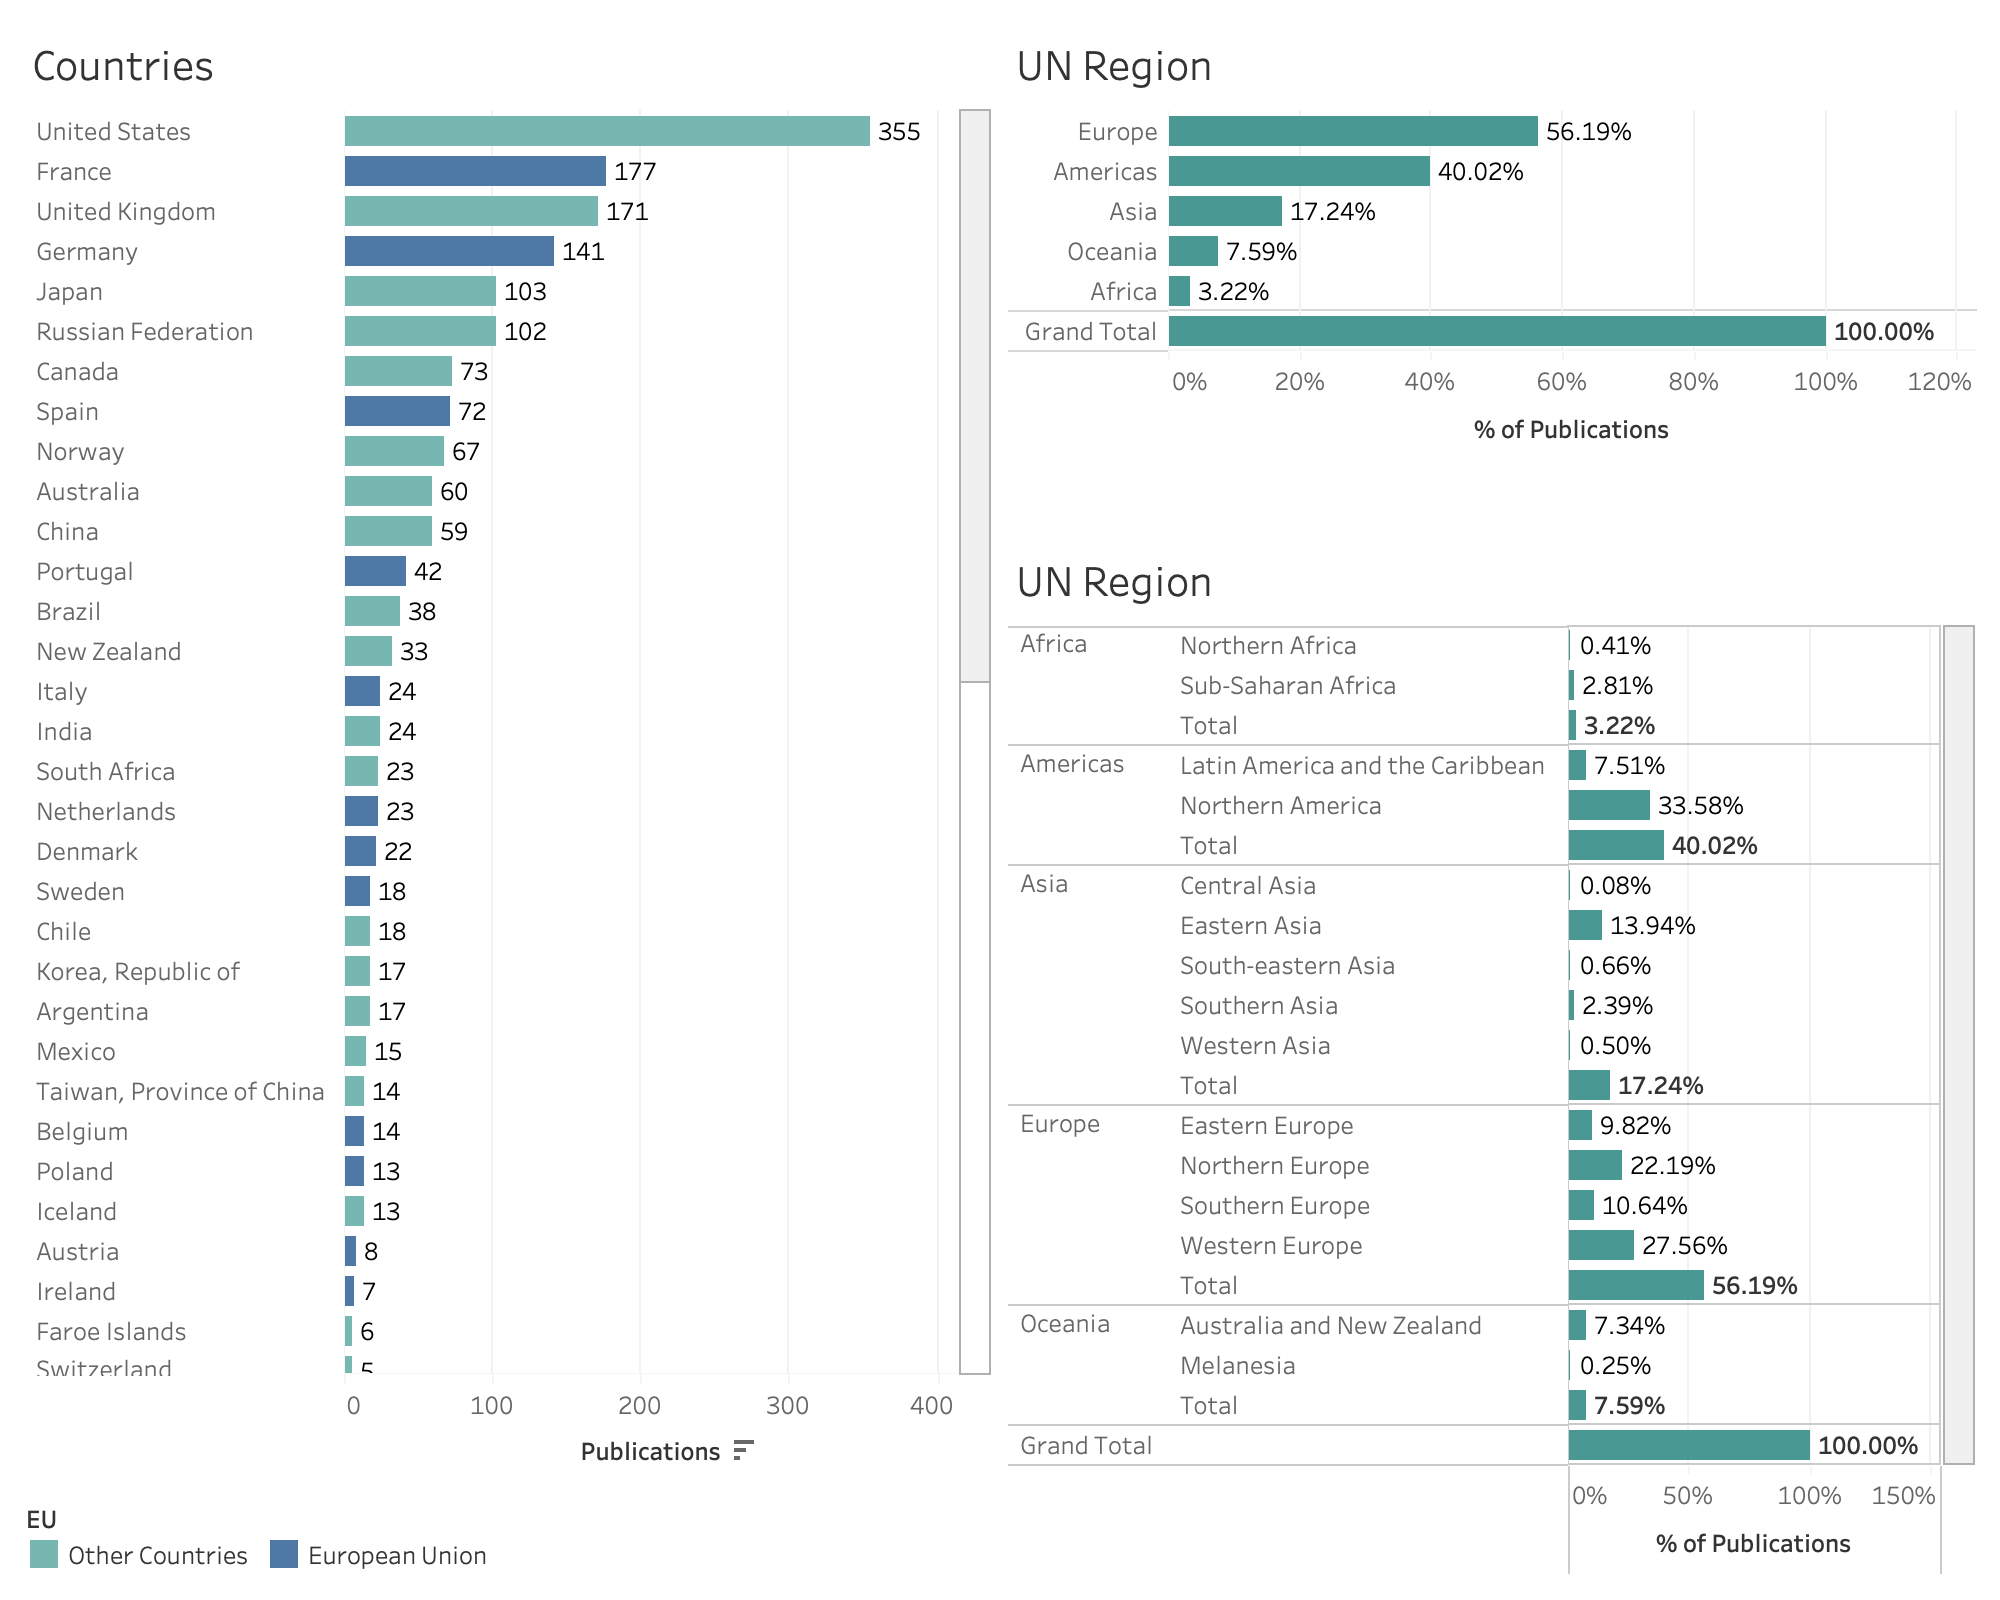 Countries
United States 355
France 177
United Kingdom 171
Germany 141
Japan 103
Russian Federation 102
Canada 73
Spain 72
Norway 67
Australia 60
China 59
Portugal 42
Brazil 38
New Zealand 33
Italy 24
India 24
South Africa 23
Netherlands 23
Denmark 22
Sweden 18
Chile 18
Korea, Republic of 17
Argentina 17
Mexico 15
Taiwan, Province of China 14
Belgium 14
Poland 13
Iceland 13
Austria 8
Ireland 7
Faroe Islands 6
Switzerland 5
0 100 200 300 400
Publications
EU
Other Countries European Union
UN Region
Europe 56.19%
Americas 40.02%
Asia 17.24%
Oceania 7.59%
Africa 3.22%
Grand Total 100.00%
0% 20% 40% 60% 80% 100% 120%
% of Publications
UN Region
Africa Northern Africa 0.41%
Sub-Saharan Africa 2.81%
Total 3.22%
Americas Latin America and the Caribbean 7.51%
Northern America 33.58%
Total 40.02%
Asia Central Asia 0.08%
Eastern Asia 13.94%
South-eastern Asia 0.66%
Southern Asia 2.39%
Western Asia 0.50%
Total 17.24%
Europe Eastern Europe 9.82%
Northern Europe 22.19%
Southern Europe 10.64%
Western Europe 27.56%
Total 56.19%
Oceania Australia and New Zealand 7.34%
Melanesia 0.25%
Total 7.59%
Grand Total 100.00%
0% 50% 100% 150%
% of Publications